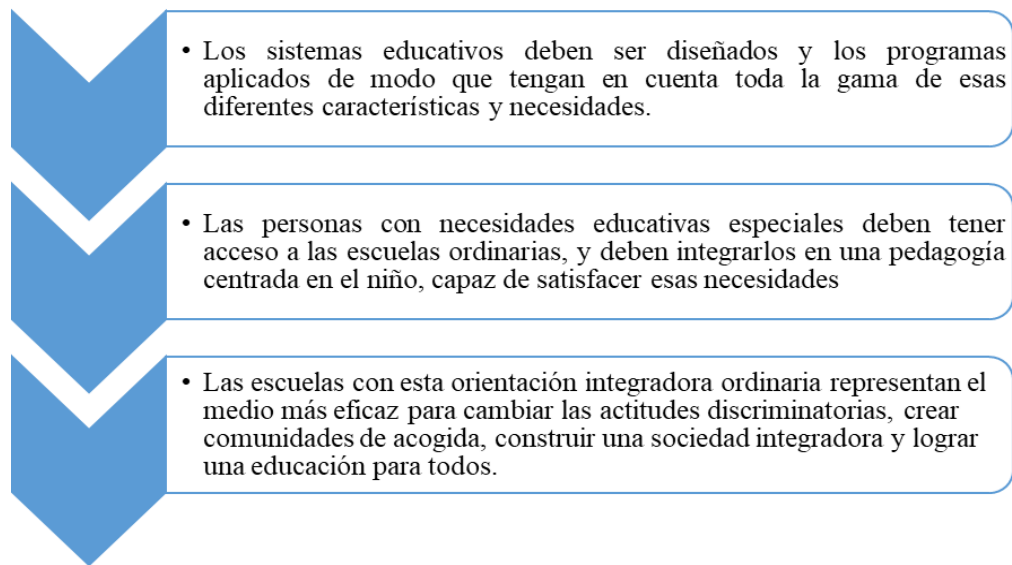 • Los sistemas educativos deben ser diseñados y los programas
aplicados de modo que tengan en cuenta toda la gama de esas
diferentes características y necesidades.
• Las personas con necesidades educativas especiales deben tener
acceso a las escuelas ordinarias, y deben integrarlos en una pedagogía
centrada en el niño, capaz de satisfacer esas necesidades
• Las escuelas con esta orientación integradora ordinaria representan el
medio más eficaz para cambiar las actitudes discriminatorias, crear
comunidades de acogida, construir una sociedad integradora y lograr
una educación para todos.